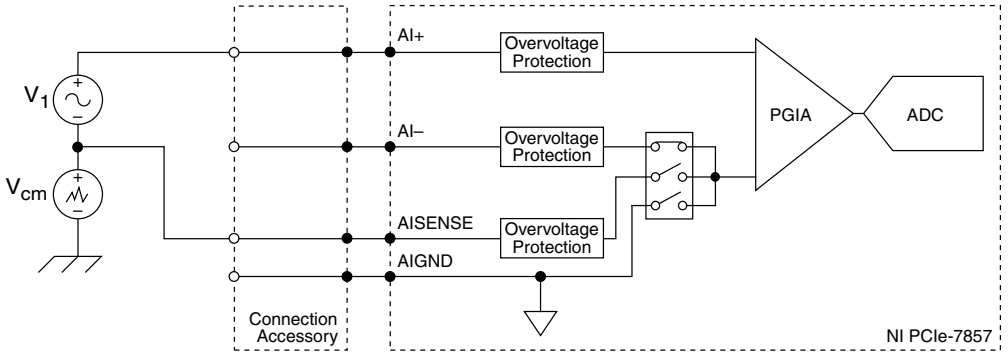 AI+
Overvoltage
Protection
+
V1
–
AI–
Overvoltage
Protection
PGIA
ADC
+
Vcm
–
AISENSE
Overvoltage
Protection
AIGND
Connection
Accessory
NI PCIe-7857